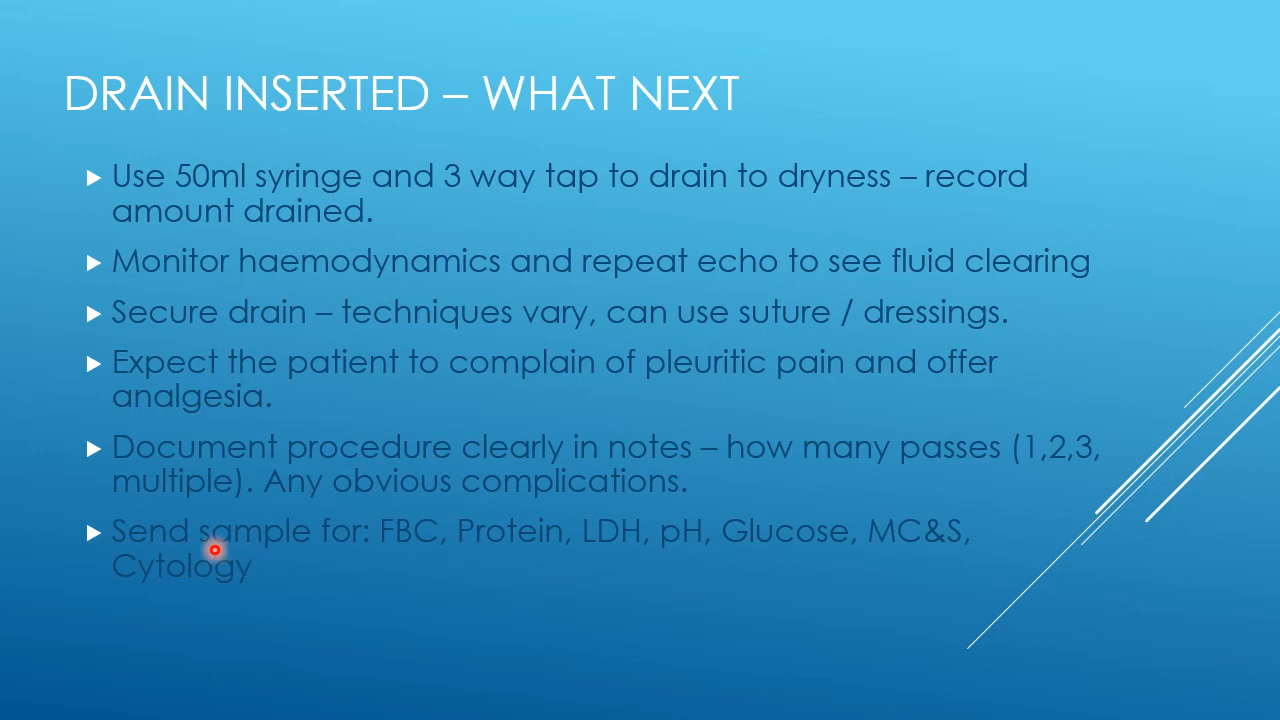 DRAIN INSERTED – WHAT NEXT
Use 50ml syringe and 3 way tap to drain to dryness – record
amount drained.
Monitor haemodynamics and repeat echo to see fluid clearing
Secure drain – techniques vary, can use suture / dressings.
Expect the patient to complain of pleuritic pain and offer
analgesia.
Document procedure clearly in notes – how many passes (1,2,3,
multiple). Any obvious complications.
Send sample for: FBC, Protein, LDH, pH, Glucose, MC&S,
Cytology